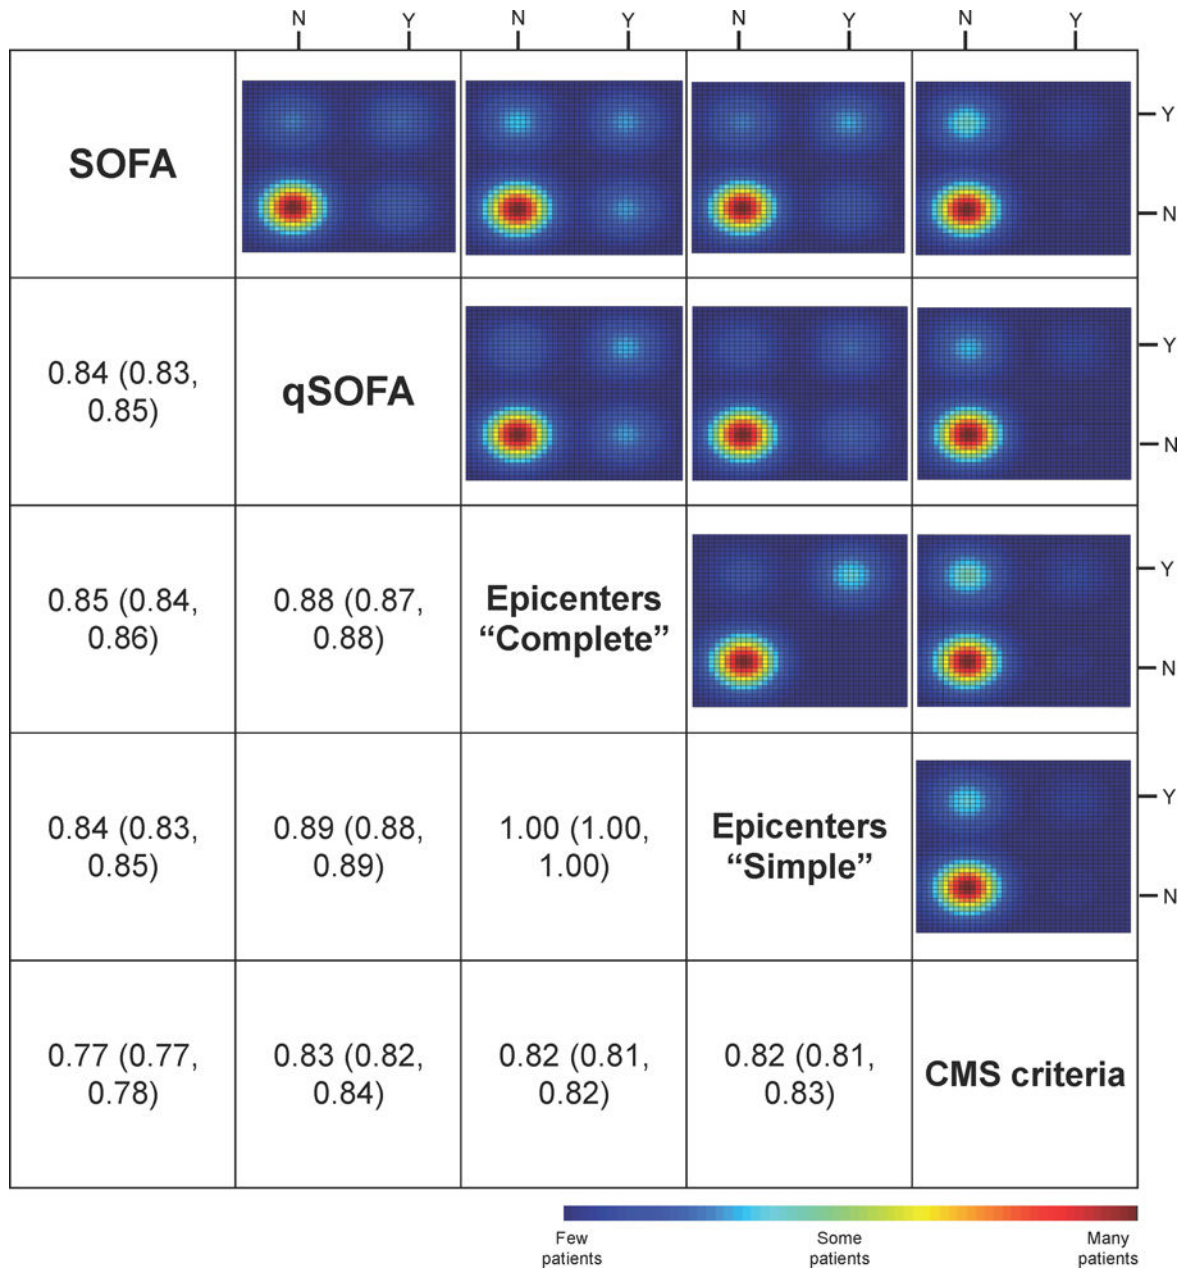 N Y N Y N Y N Y
SOFA
Y
N
0.84 (0.83,
0.85)
qSOFA
Y
N
0.85 (0.84,
0.86)
0.88 (0.87,
0.88)
Epicenters
“Complete”
Y
N
0.84 (0.83,
0.85)
0.89 (0.88,
0.89)
1.00 (1.00,
1.00)
Epicenters
“Simple”
Y
N
0.77 (0.77,
0.78)
0.83 (0.82,
0.84)
0.82 (0.81,
0.82)
0.82 (0.81,
0.83)
CMS criteria
Few
patients
Some
patients
Many
patients